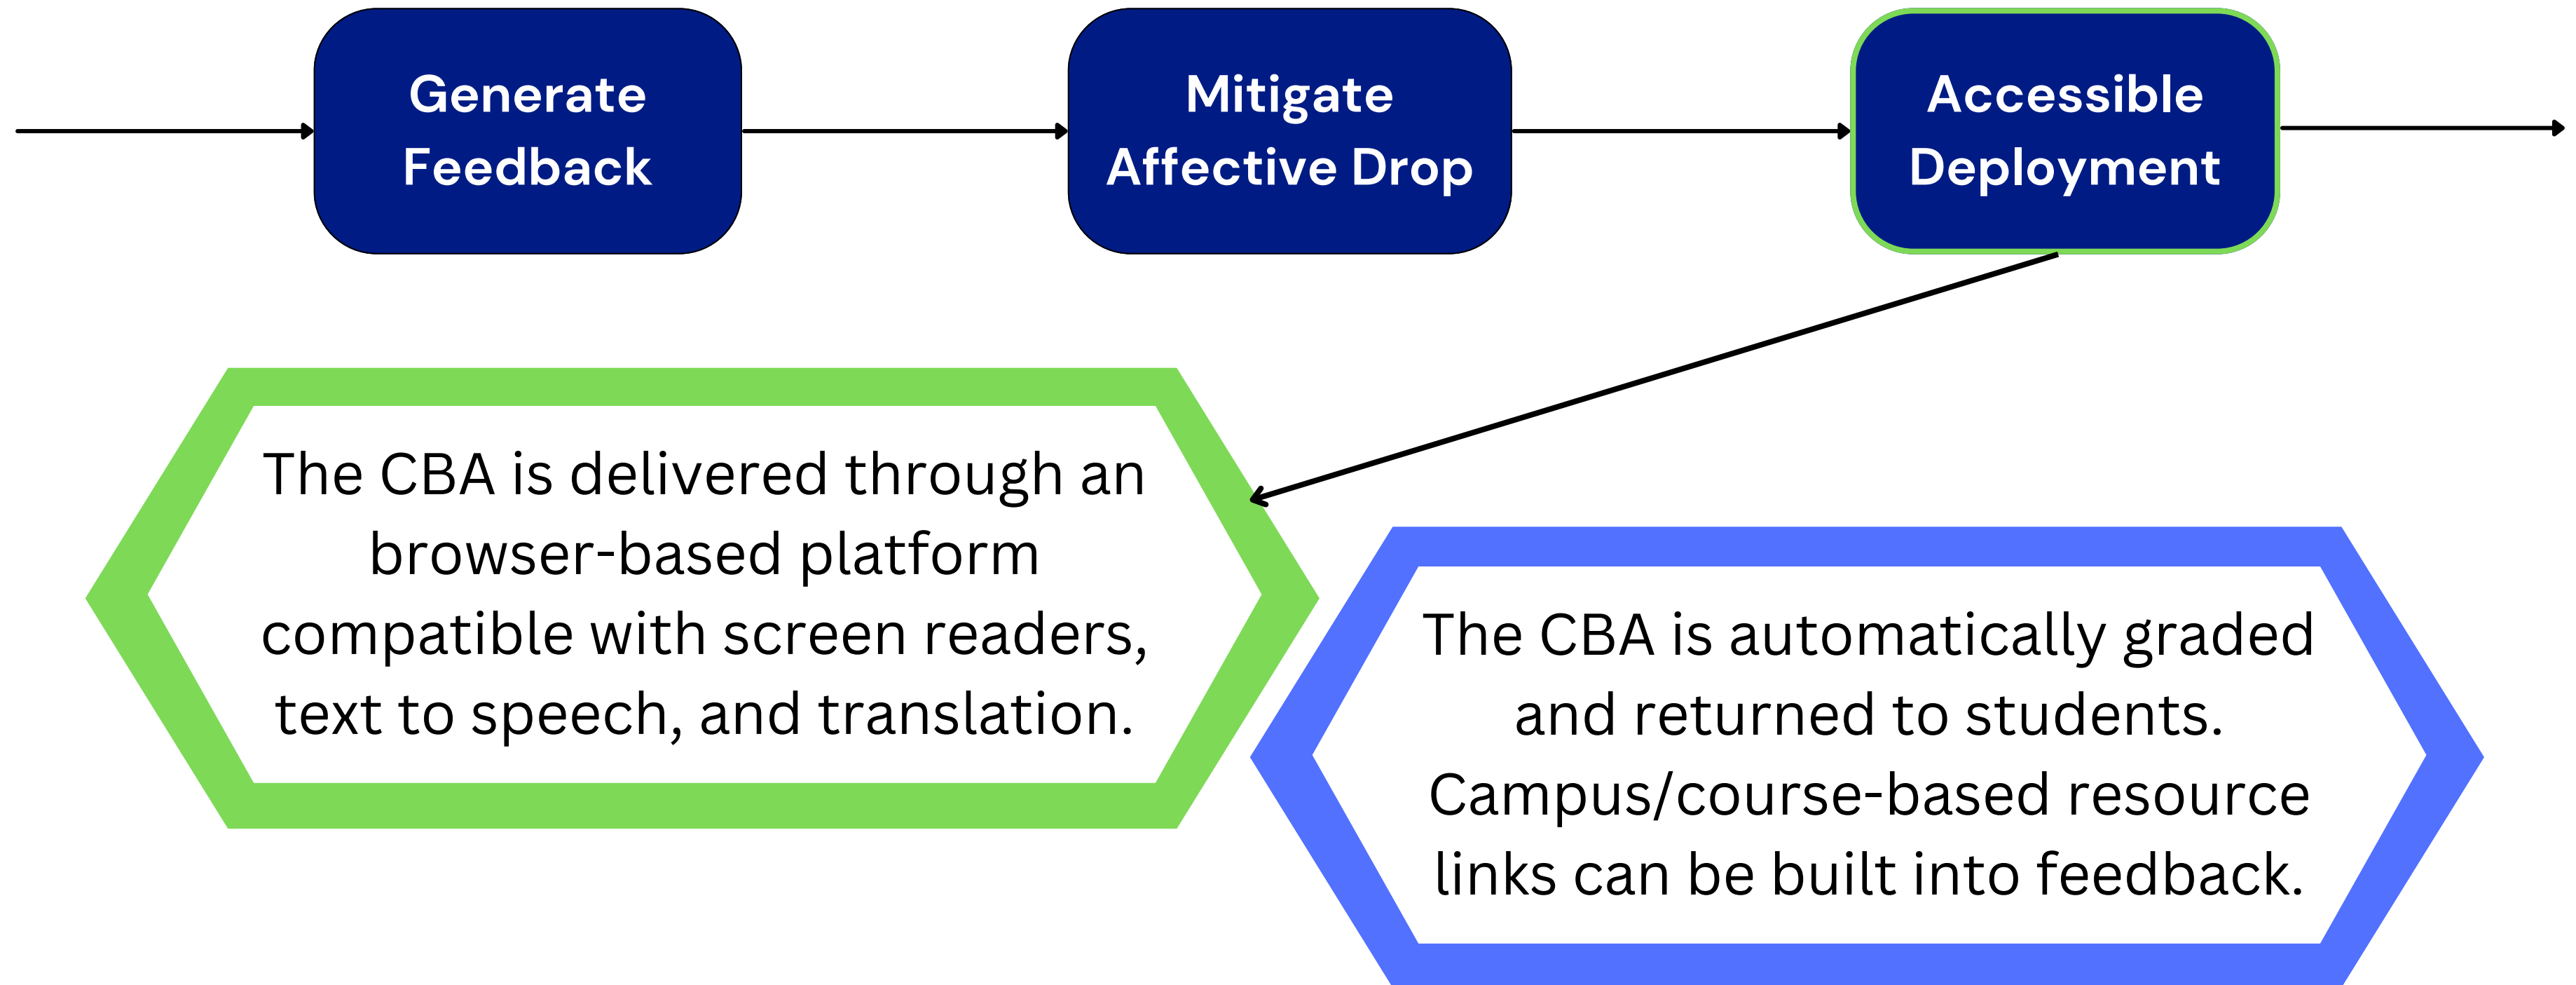 Generate
Feedback
Mitigate
Affective Drop
Accessible
Deployment
The CBA is delivered through an
browser-based platform
compatible with screen readers,
text to speech, and translation.
The CBA is automatically graded
and returned to students.
Campus/course-based resource
links can be built into feedback.